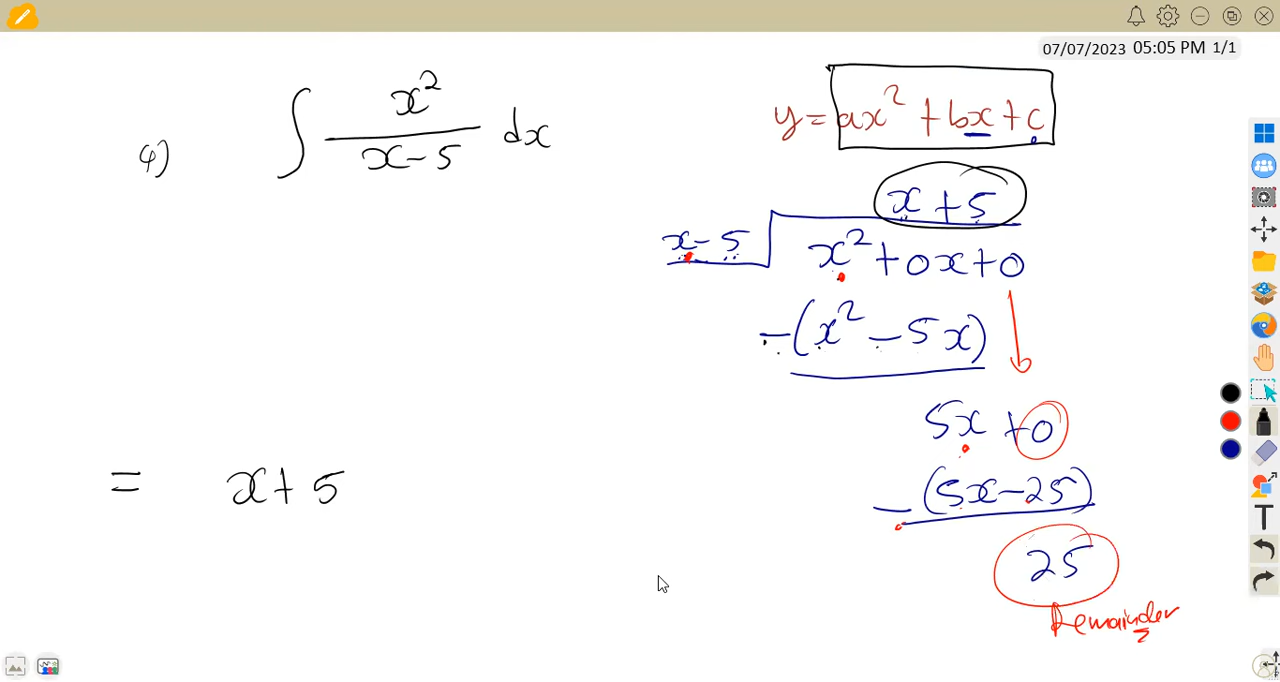 07/07/2023 05:05 PM 1/1
4) ∫ x² / (x-5) dx
y = ax² + bx + c
x + 5
x - 5 | x² + 0x + 0
-(x² - 5x)
5x + 0
-(5x - 25)
25
Remainder
= x + 5
T